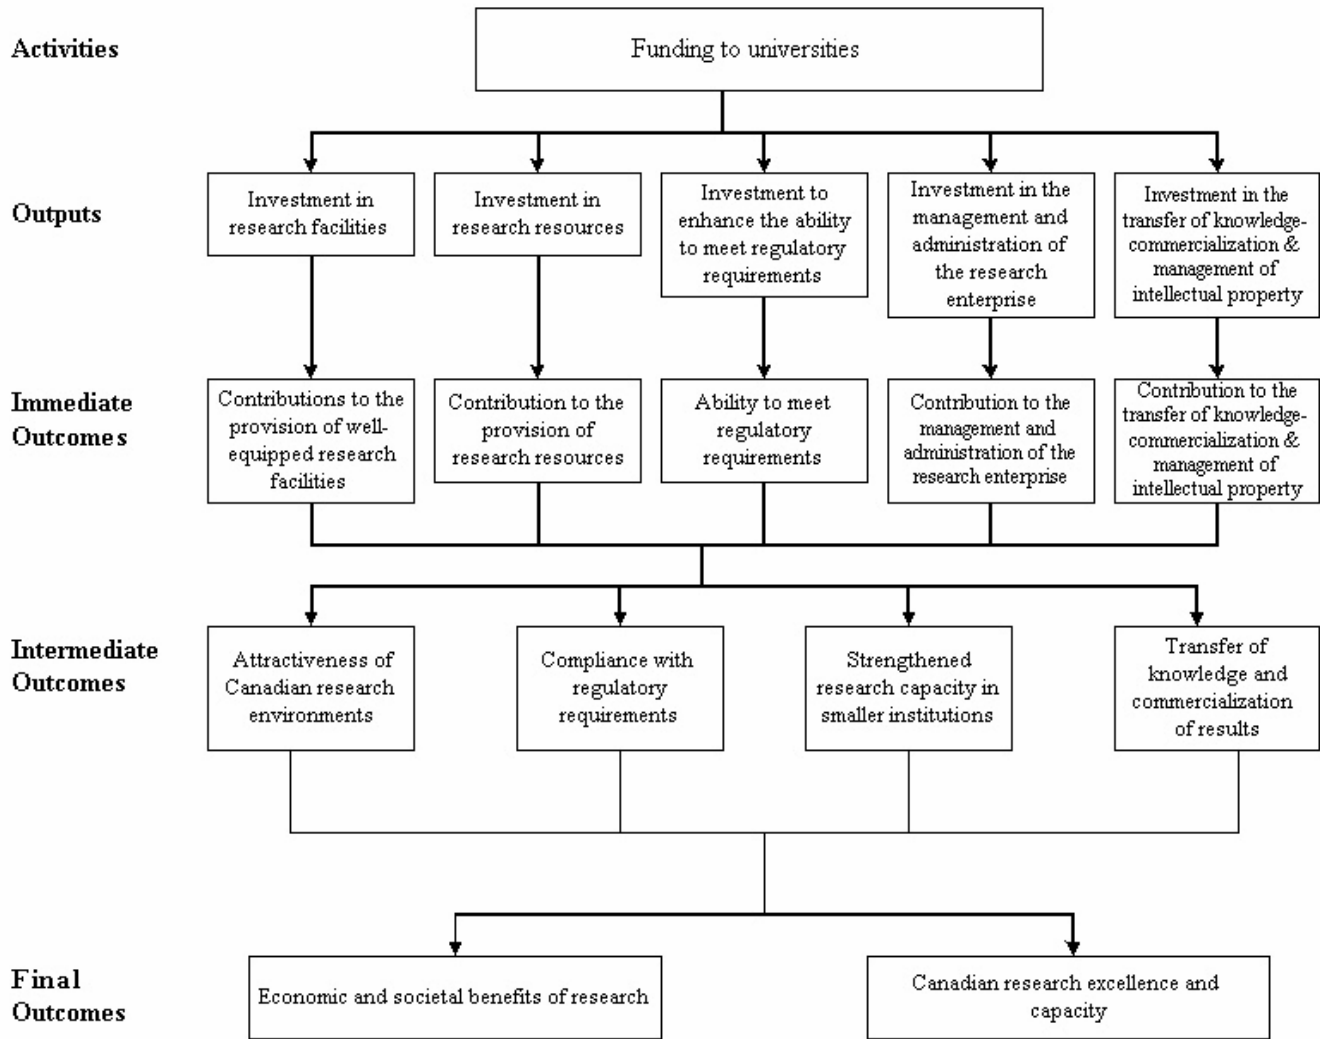 Activities
Funding to universities
Outputs
Investment in
research facilities
Investment in
research resources
Investment to
enhance the ability
to meet regulatory
requirements
Investment in the
management and
administration of
the research
enterprise
Investment in the
transfer of knowledge-
commercialization &
management of
intellectual property
Immediate
Outcomes
Contributions to the
provision of well-
equipped research
facilities
Contribution to the
provision of
research resources
Ability to meet
regulatory
requirements
Contribution to the
management and
administration of the
research enterprise
Contribution to the
transfer of knowledge-
commercialization &
management of
intellectual property
Intermediate
Outcomes
Attractiveness of
Canadian research
environments
Compliance with
regulatory
requirements
Strengthened
research capacity in
smaller institutions
Transfer of
knowledge and
commercialization
of results
Final
Outcomes
Economic and societal benefits of research
Canadian research excellence and
capacity